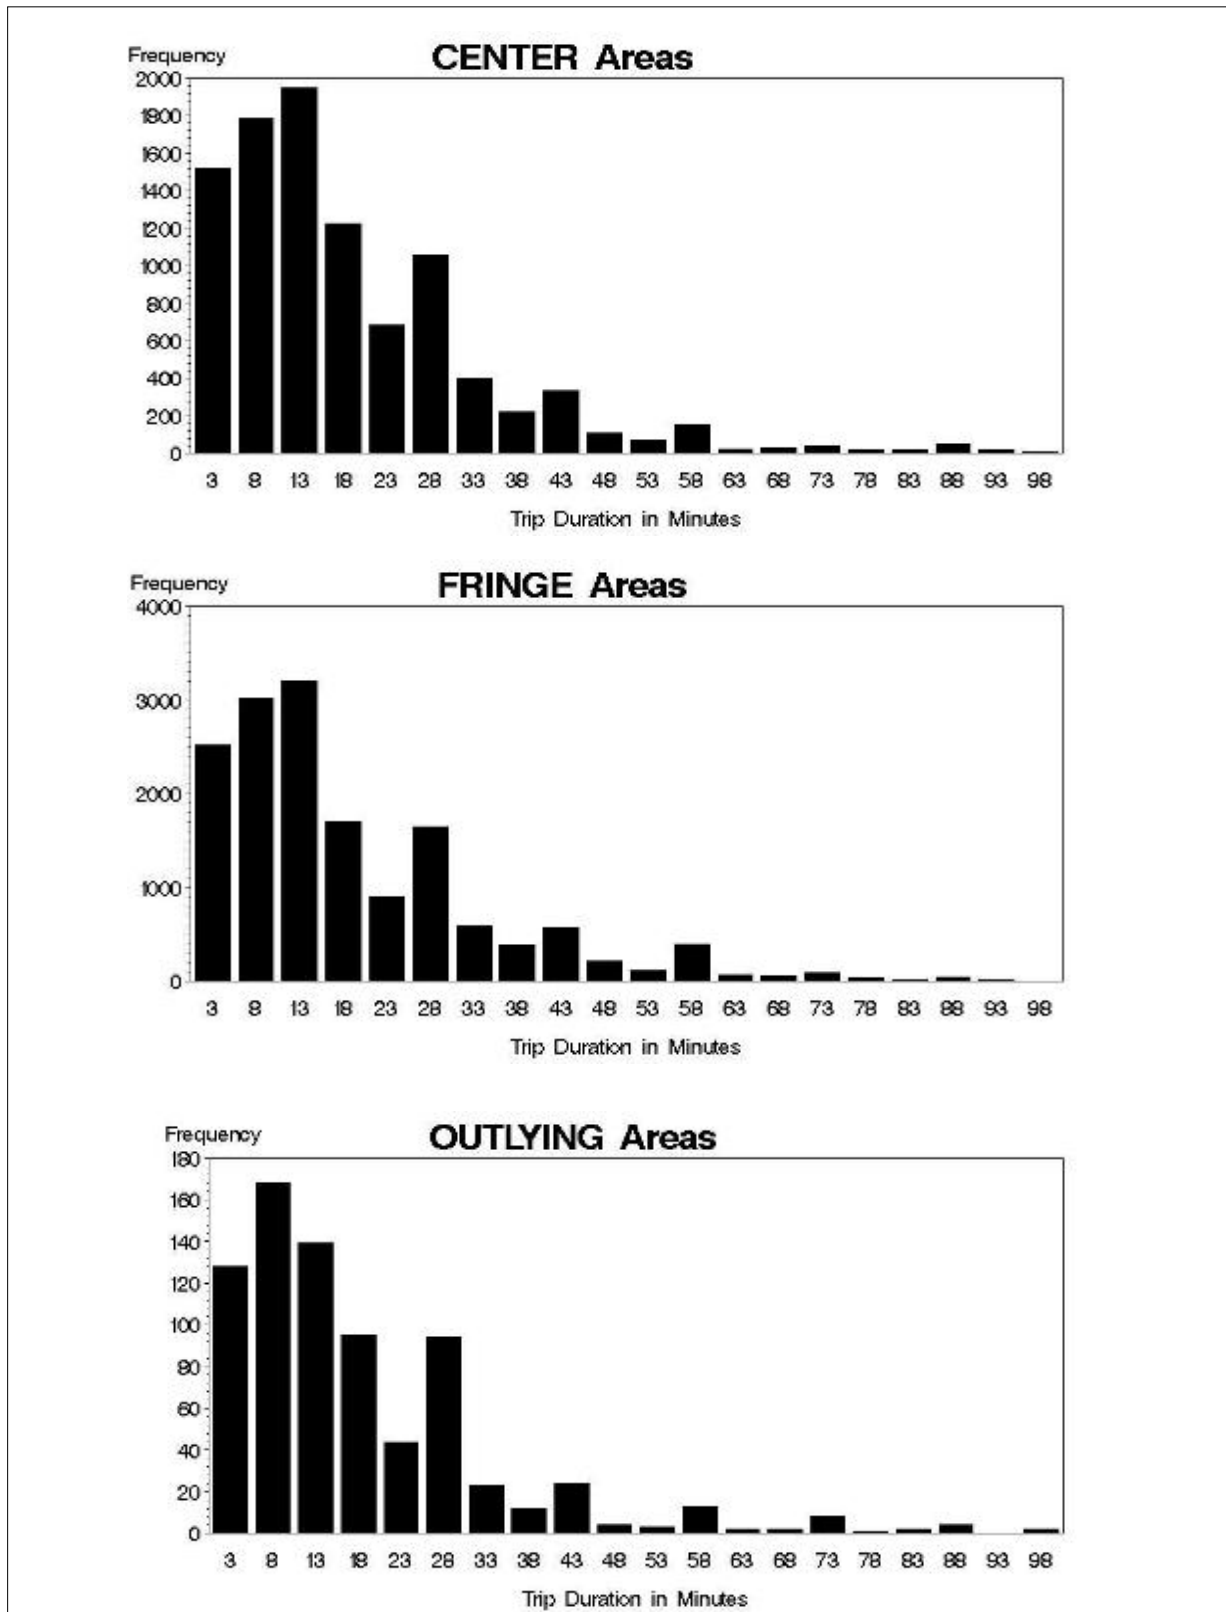 Frequency CENTER Areas
2000
1800
1600
1400
1200
1000
800
600
400
200
0
3 8 13 18 23 28 33 38 43 48 53 58 63 68 73 78 83 88 93 98
Trip Duration in Minutes
Frequency FRINGE Areas
4000
3000
2000
1000
0
3 8 13 18 23 28 33 38 43 48 53 58 63 68 73 78 83 88 93 98
Trip Duration in Minutes
Frequency OUTLYING Areas
180
160
140
120
100
80
60
40
20
0
3 8 13 18 23 28 33 38 43 48 53 58 63 68 73 78 83 88 93 98
Trip Duration in Minutes